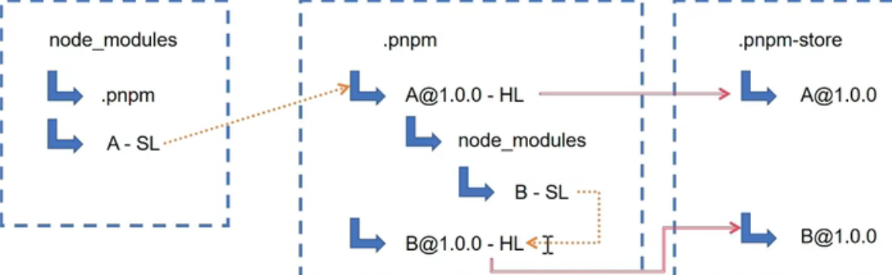 node_modules
.pnpm
A - SL
.pnpm
A@1.0.0 - HL
node_modules
B - SL
B@1.0.0 - HL
.pnpm-store
A@1.0.0
B@1.0.0